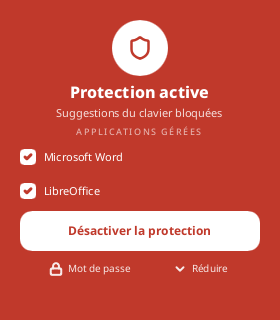 Protection active
Suggestions du clavier bloquées
APPLICATIONS GÉRÉES
Microsoft Word
LibreOffice
Désactiver la protection
Mot de passe
Réduire